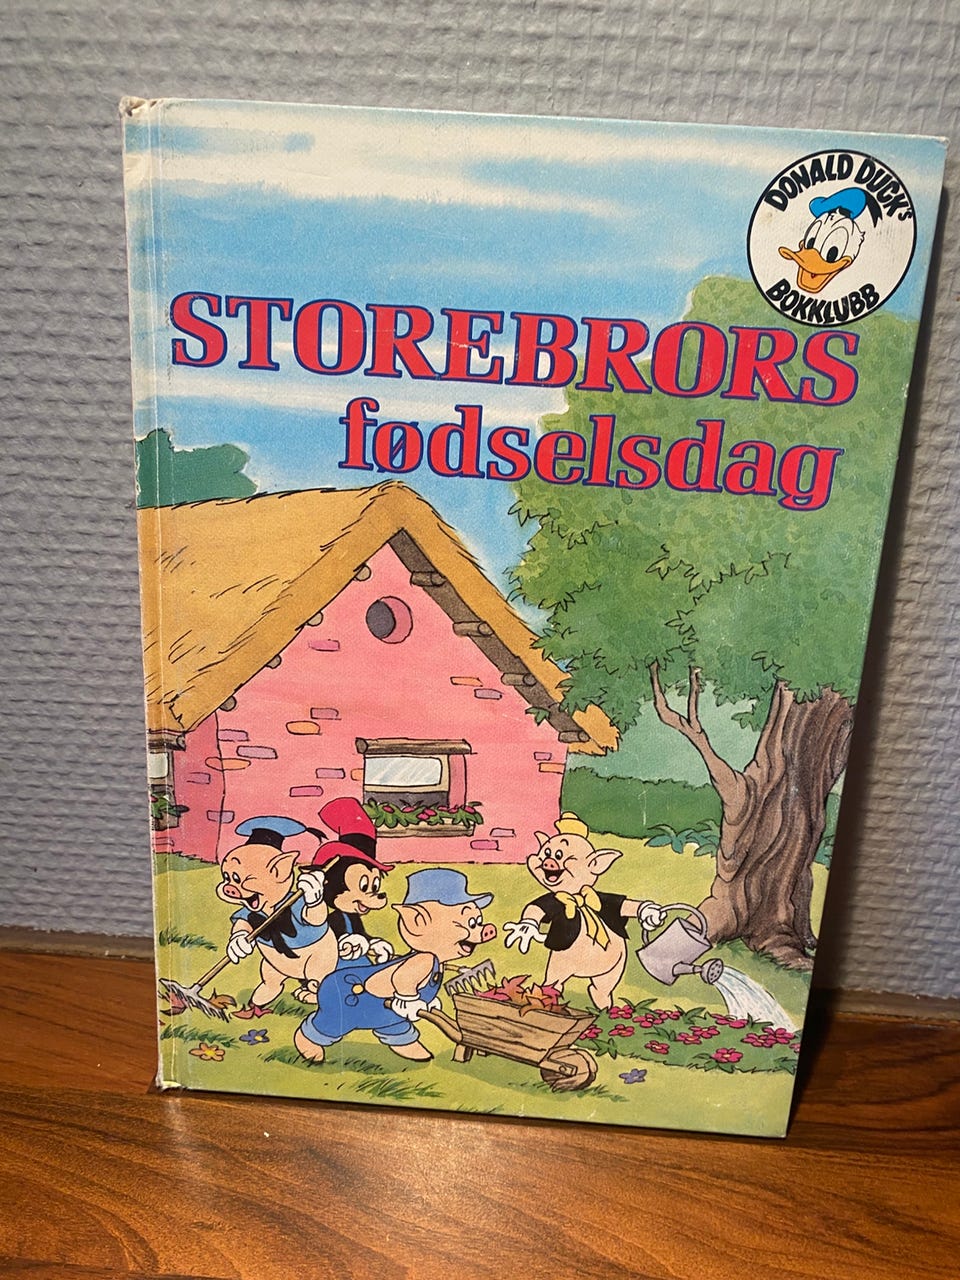 DONALD DUCK's
BOKKLUBB
STOREBRORS
fødselsdag